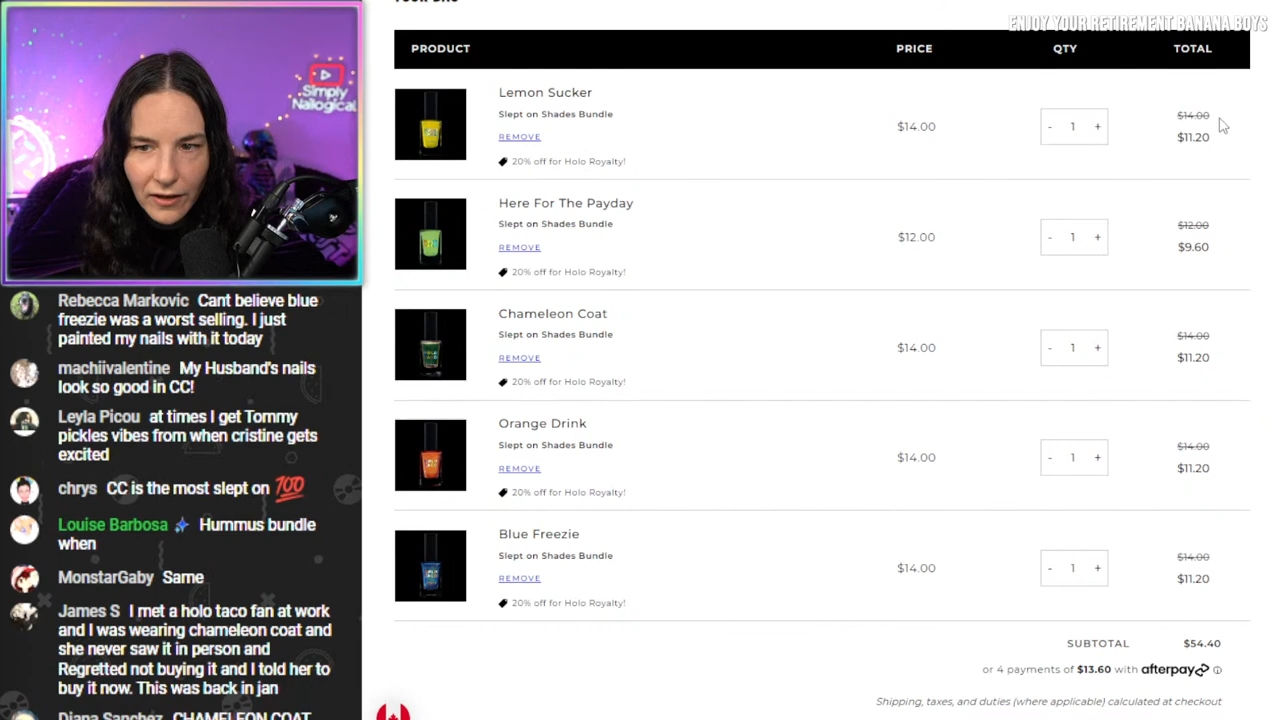 ENJOY YOUR RETIREMENT BANANA BOYS
Simply
Nailogical
PRODUCT PRICE QTY TOTAL
Lemon Sucker
Slept on Shades Bundle
REMOVE
20% off for Holo Royalty!
$14.00
- 1 +
$14.00
$11.20
Here For The Payday
Slept on Shades Bundle
REMOVE
20% off for Holo Royalty!
$12.00
- 1 +
$12.00
$9.60
Chameleon Coat
Slept on Shades Bundle
REMOVE
20% off for Holo Royalty!
$14.00
- 1 +
$14.00
$11.20
Orange Drink
Slept on Shades Bundle
REMOVE
20% off for Holo Royalty!
$14.00
- 1 +
$14.00
$11.20
Blue Freezie
Slept on Shades Bundle
REMOVE
20% off for Holo Royalty!
$14.00
- 1 +
$14.00
$11.20
SUBTOTAL $54.40
or 4 payments of $13.60 with afterpay
Shipping, taxes, and duties (where applicable) calculated at checkout
Rebecca Markovic Cant believe blue
freezie was a worst selling. I just
painted my nails with it today
machiivalentine My Husband's nails
look so good in CC!
Leyla Picou at times I get Tommy
pickles vibes from when cristine gets
excited
chrys CC is the most slept on 💯
Louise Barbosa ✨ Hummus bundle
when
MonstarGaby Same
James S I met a holo taco fan at work
and I was wearing chameleon coat and
she never saw it in person and
Regretted not buying it and I told her to
buy it now. This was back in jan
Diana Sanchez CHAMELEON COAT